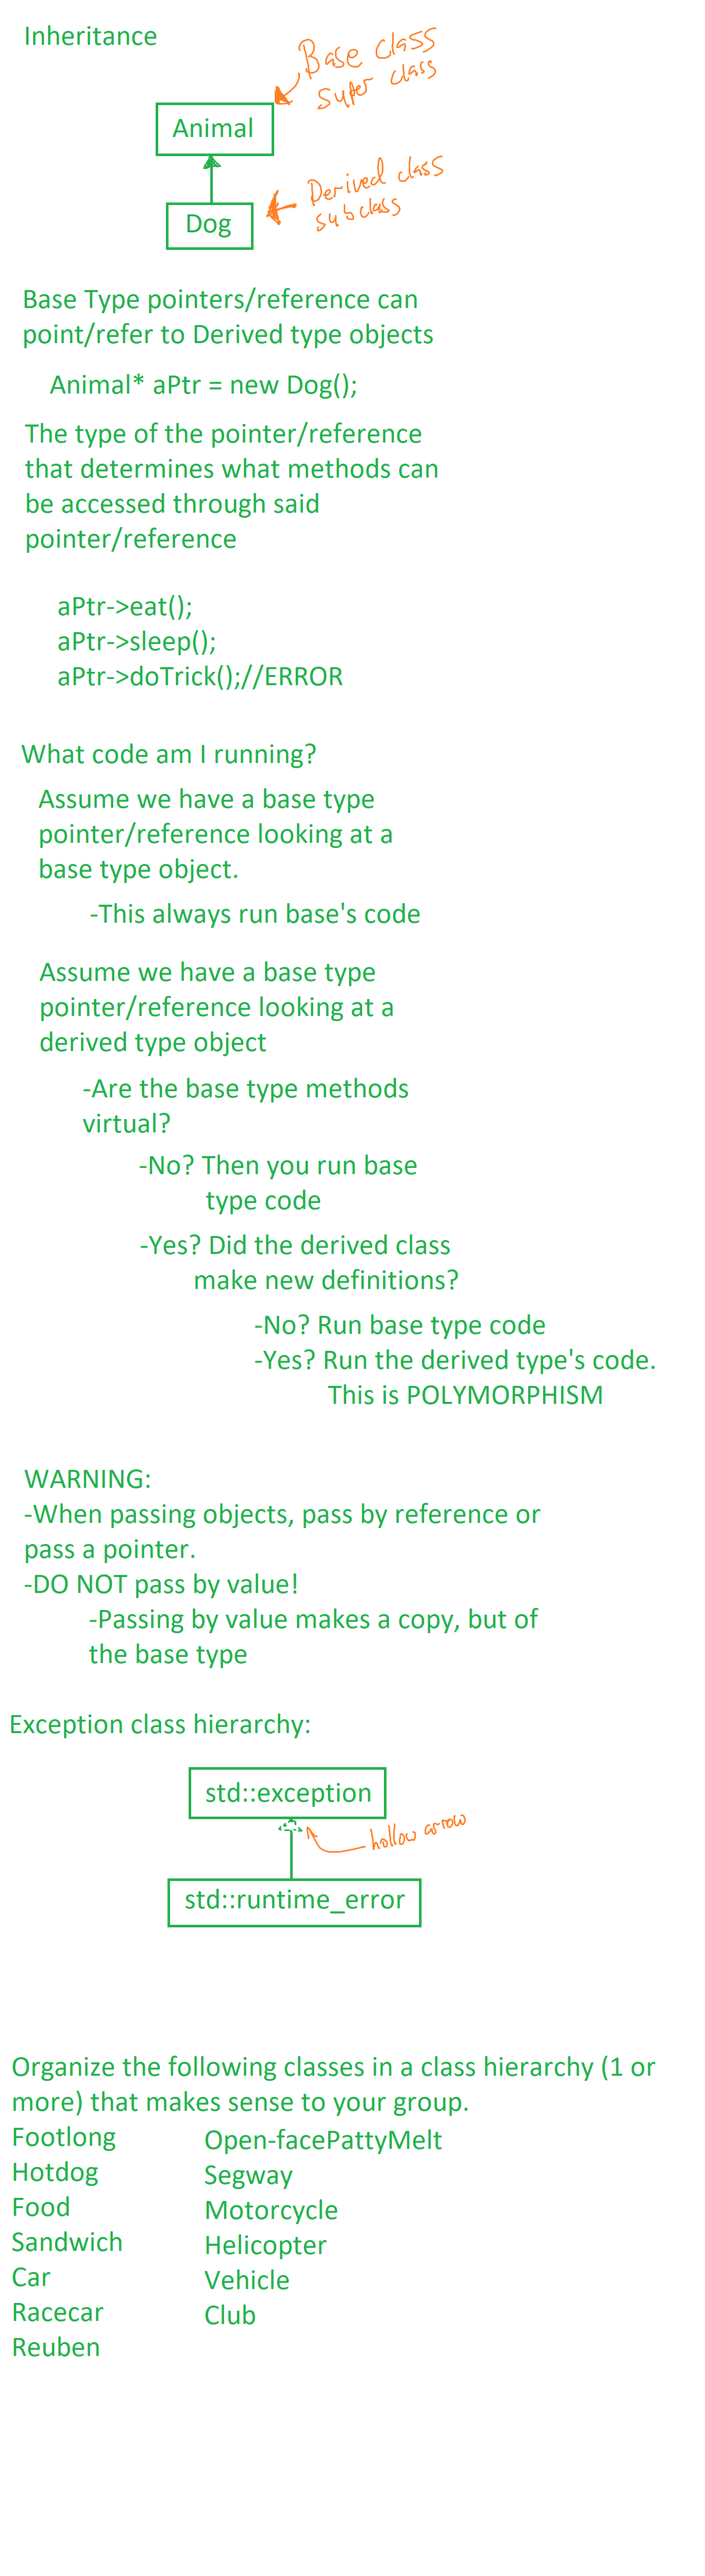 Inheritance
Base class
super class
Animal
Derived class
subclass
Dog
Base Type pointers/reference can
point/refer to Derived type objects
Animal* aPtr = new Dog();
The type of the pointer/reference
that determines what methods can
be accessed through said
pointer/reference
aPtr->eat();
aPtr->sleep();
aPtr->doTrick();//ERROR
What code am I running?
Assume we have a base type
pointer/reference looking at a
base type object.
-This always run base's code
Assume we have a base type
pointer/reference looking at a
derived type object
-Are the base type methods
virtual?
-No? Then you run base
type code
-Yes? Did the derived class
make new definitions?
-No? Run base type code
-Yes? Run the derived type's code.
This is POLYMORPHISM
WARNING:
-When passing objects, pass by reference or
pass a pointer.
-DO NOT pass by value!
-Passing by value makes a copy, but of
the base type
Exception class hierarchy:
std::exception
hollow arrow
std::runtime_error
Organize the following classes in a class hierarchy (1 or
more) that makes sense to your group.
Footlong
Hotdog
Food
Sandwich
Car
Racecar
Reuben
Open-facePattyMelt
Segway
Motorcycle
Helicopter
Vehicle
Club